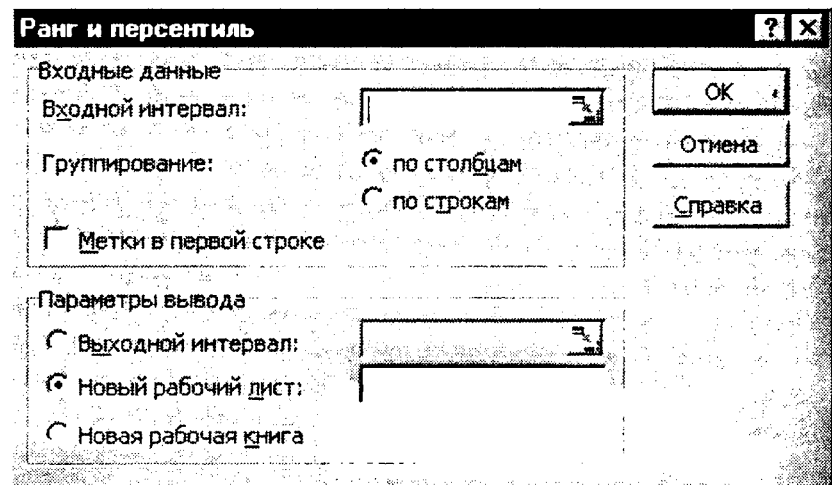 Ранг и персентиль
Входные данные
Входной интервал:
OK
Группирование:
по столбцам
Отмена
по строкам
Справка
Метки в первой строке
Параметры вывода
Выходной интервал:
Новый рабочий лист:
Новая рабочая книга